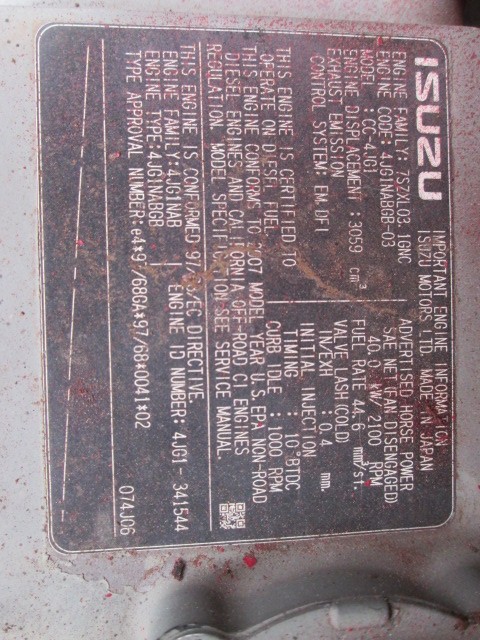 ISUZU
IMPORTANT ENGINE INFORMATION
ISUZU MOTORS LTD. MADE IN JAPAN
ENGINE FAMILY: 7SZXL03.1GNC
ENGINE CODE: 4JG1NABGB-03
MODEL : CC-4JG1
ENGINE DISPLACEMENT : 3059 cm³
EXHAUST EMISSION
CONTROL SYSTEM: EM, DFI
ADVERTISED HORSE POWER
SAE NET (FAN DISENGAGED)
40.0 kW/2100 RPM
FUEL RATE 44.6 mm³/st.
VALVE LASH(COLD)
IN/EXH : 0.4 mm.
INITIAL INJECTION
TIMING : 10°BTDC
CURB IDLE : 1000 RPM
THIS ENGINE IS CERTIFIED TO
OPERATE ON DIESEL FUEL.
THIS ENGINE CONFORMS TO 2007 MODEL YEAR U.S.EPA NON-ROAD
DIESEL ENGINES AND CALIFORNIA OFF-ROAD CI ENGINES
REGULATION. MODEL SPECIFICATION SEE SERVICE MANUAL.
THIS ENGINE IS CONFORMED 97/68/EC DIRECTIVE.
ENGINE FAMILY:4JG1NAB
ENGINE TYPE:4JG1NABGB
ENGINE ID NUMBER: 4JG1- 341544
TYPE APPROVAL NUMBER:e4*97/68GA*97/68*0041*02
074J06